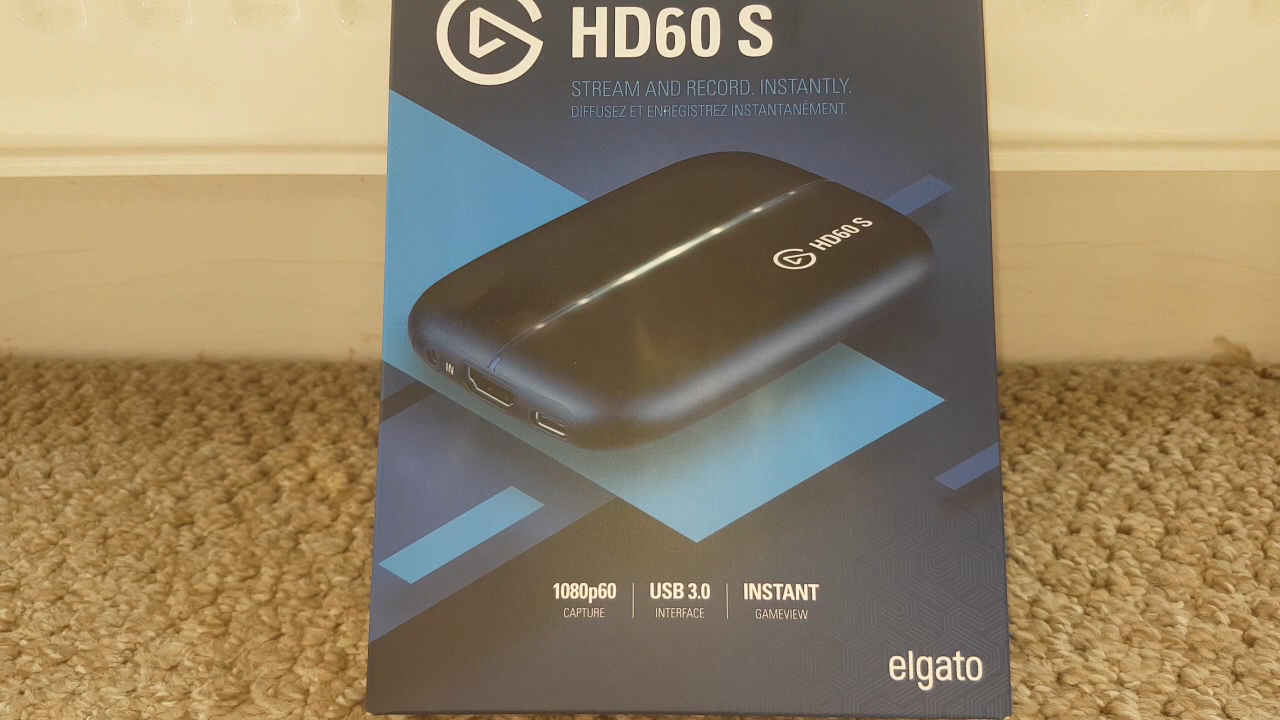 HD60 S
STREAM AND RECORD. INSTANTLY.
DIFFUSEZ ET ENREGISTREZ INSTANTANÉMENT.
HD60 S
IN
1080p60
CAPTURE
USB 3.0
INTERFACE
INSTANT
GAMEVIEW
elgato